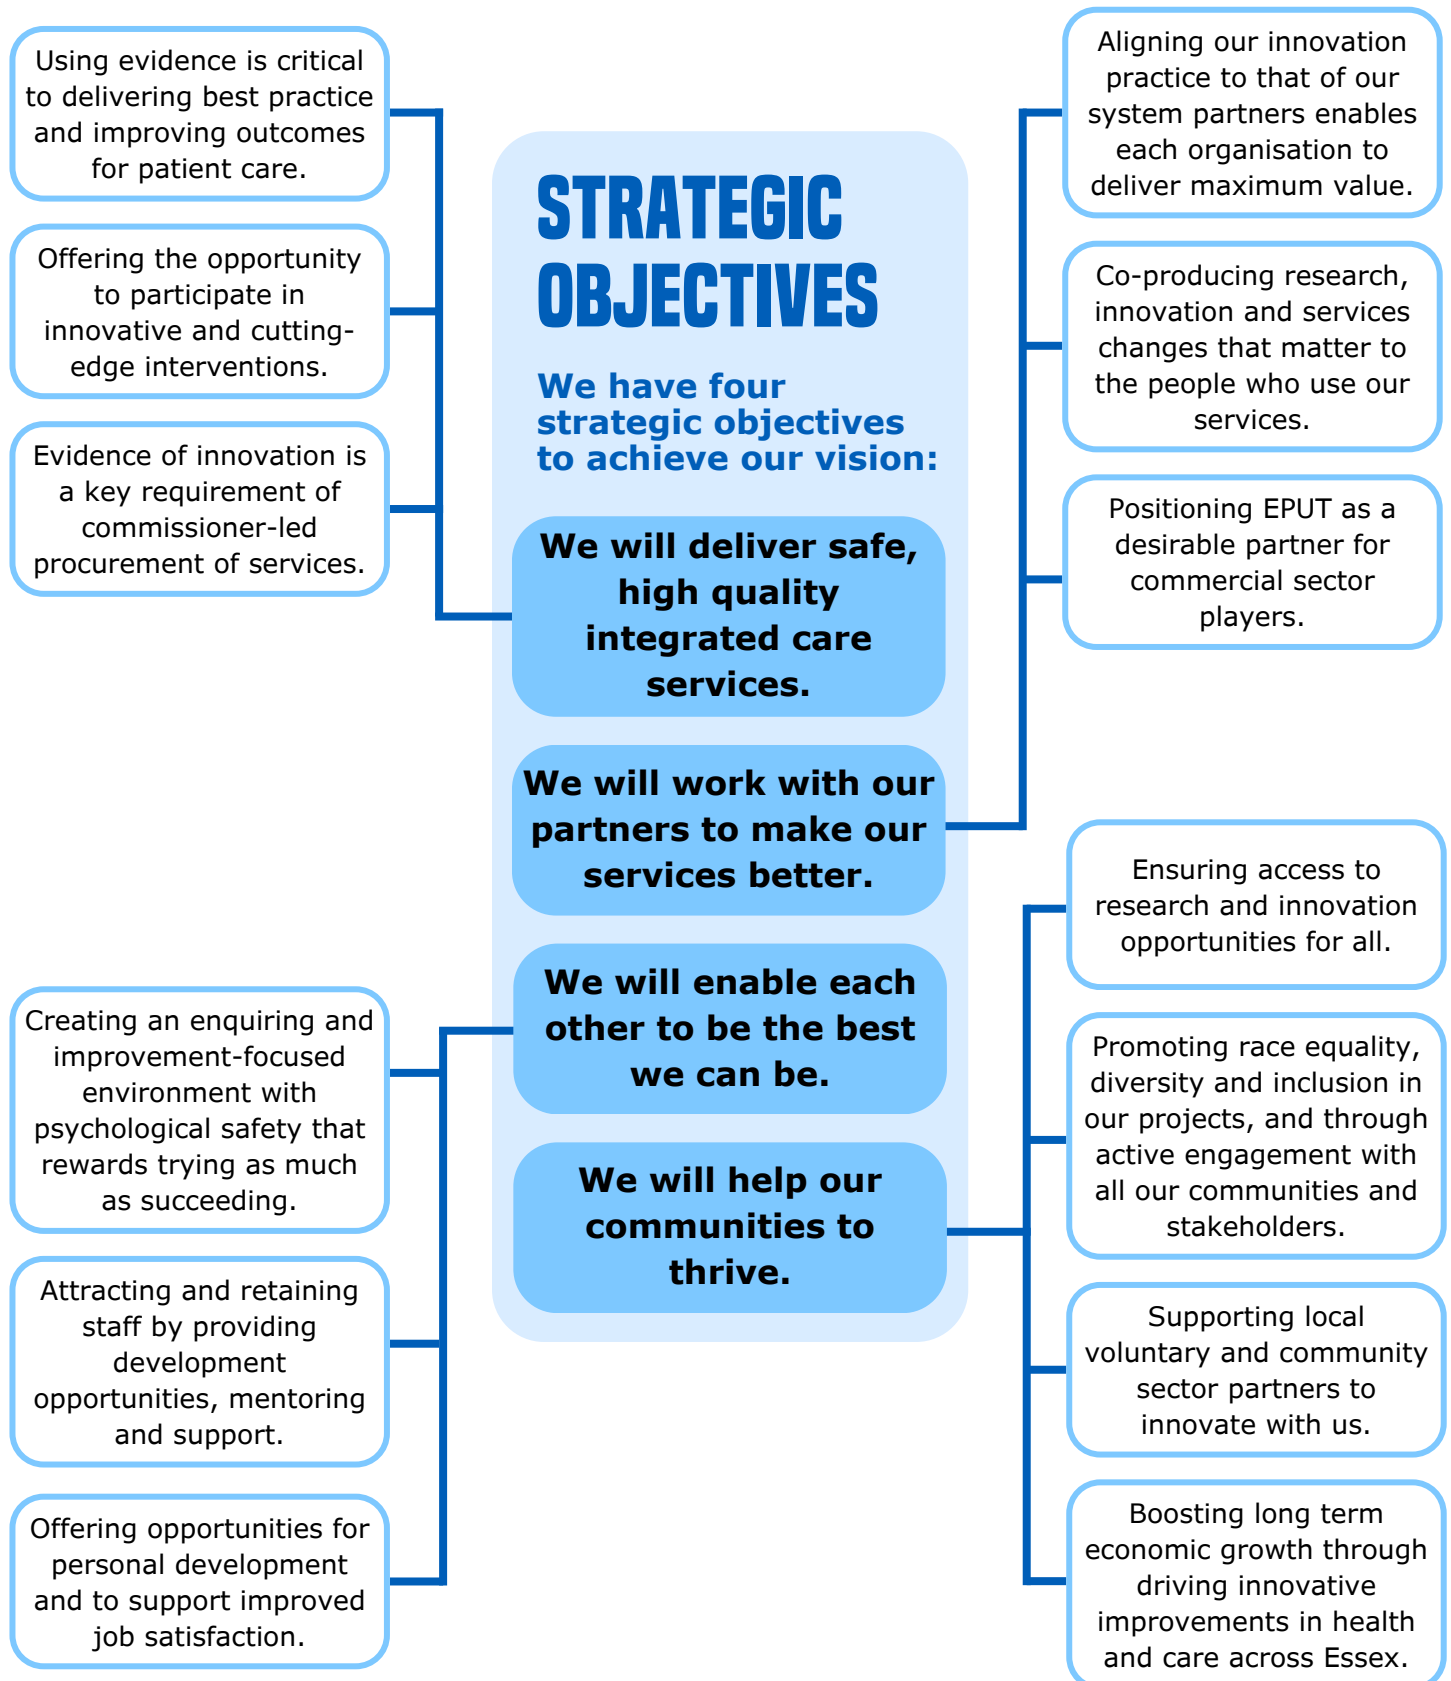 Using evidence is critical
to delivering best practice
and improving outcomes
for patient care.
Offering the opportunity
to participate in
innovative and cutting-
edge interventions.
Evidence of innovation is
a key requirement of
commissioner-led
procurement of services.
STRATEGIC
OBJECTIVES
We have four
strategic objectives
to achieve our vision:
We will deliver safe,
high quality
integrated care
services.
We will work with our
partners to make our
services better.
We will enable each
other to be the best
we can be.
We will help our
communities to
thrive.
Aligning our innovation
practice to that of our
system partners enables
each organisation to
deliver maximum value.
Co-producing research,
innovation and services
changes that matter to
the people who use our
services.
Positioning EPUT as a
desirable partner for
commercial sector
players.
Creating an enquiring and
improvement-focused
environment with
psychological safety that
rewards trying as much
as succeeding.
Attracting and retaining
staff by providing
development
opportunities, mentoring
and support.
Offering opportunities for
personal development
and to support improved
job satisfaction.
Ensuring access to
research and innovation
opportunities for all.
Promoting race equality,
diversity and inclusion in
our projects, and through
active engagement with
all our communities and
stakeholders.
Supporting local
voluntary and community
sector partners to
innovate with us.
Boosting long term
economic growth through
driving innovative
improvements in health
and care across Essex.